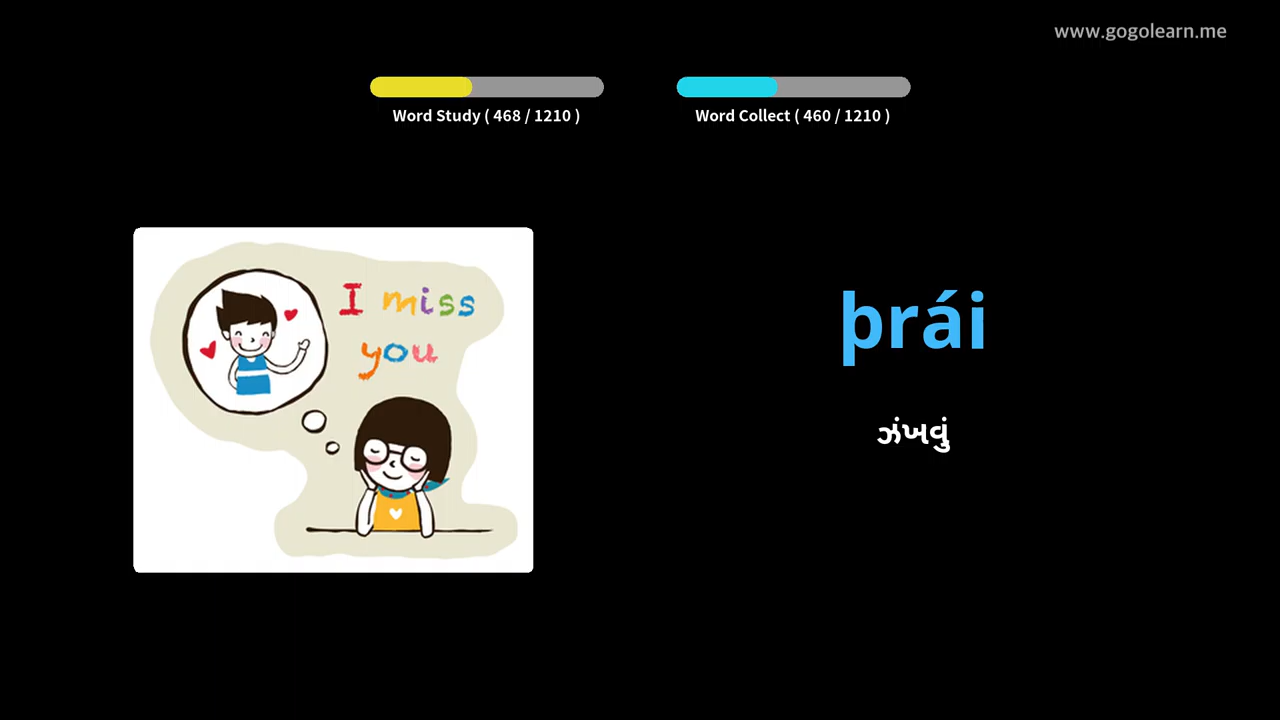 www.gogolearn.me
Word Study ( 468 / 1210 )
Word Collect ( 460 / 1210 )
I miss
you
þrái
ઝંખવું